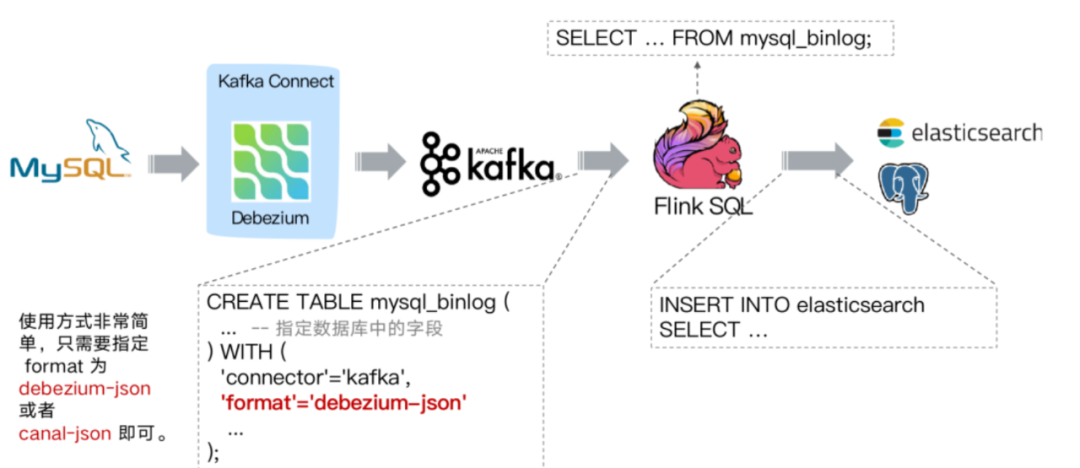 SELECT ... FROM mysql_binlog;
Kafka Connect
MySQL
Debezium
APACHE
kafka
Flink SQL
elasticsearch
CREATE TABLE mysql_binlog (
... -- 指定数据库中的字段
) WITH (
'connector'='kafka',
'format'='debezium-json'
...
);
INSERT INTO elasticsearch
SELECT ...
使用方式非常简
单，只需要指定
format 为
debezium-json
或者
canal-json 即可。